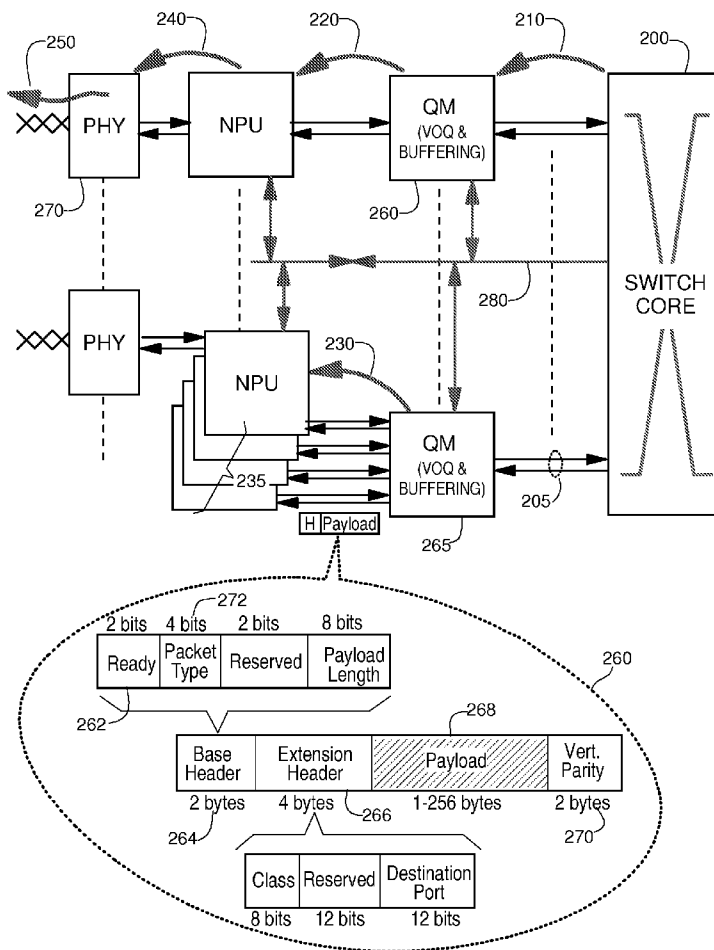 240
220
210
200
250
PHY
NPU
QM
(VOQ &
BUFFERING)
270
260
280
SWITCH
CORE
PHY
NPU
230
QM
(VOQ &
BUFFERING)
235
205
H Payload
265
272
2 bits 4 bits 2 bits 8 bits
Ready Packet Type Reserved Payload Length
262
260
268
Base Header Extension Header Payload Vert. Parity
2 bytes 4 bytes 1-256 bytes 2 bytes
264
266
270
Class Reserved Destination Port
8 bits 12 bits 12 bits